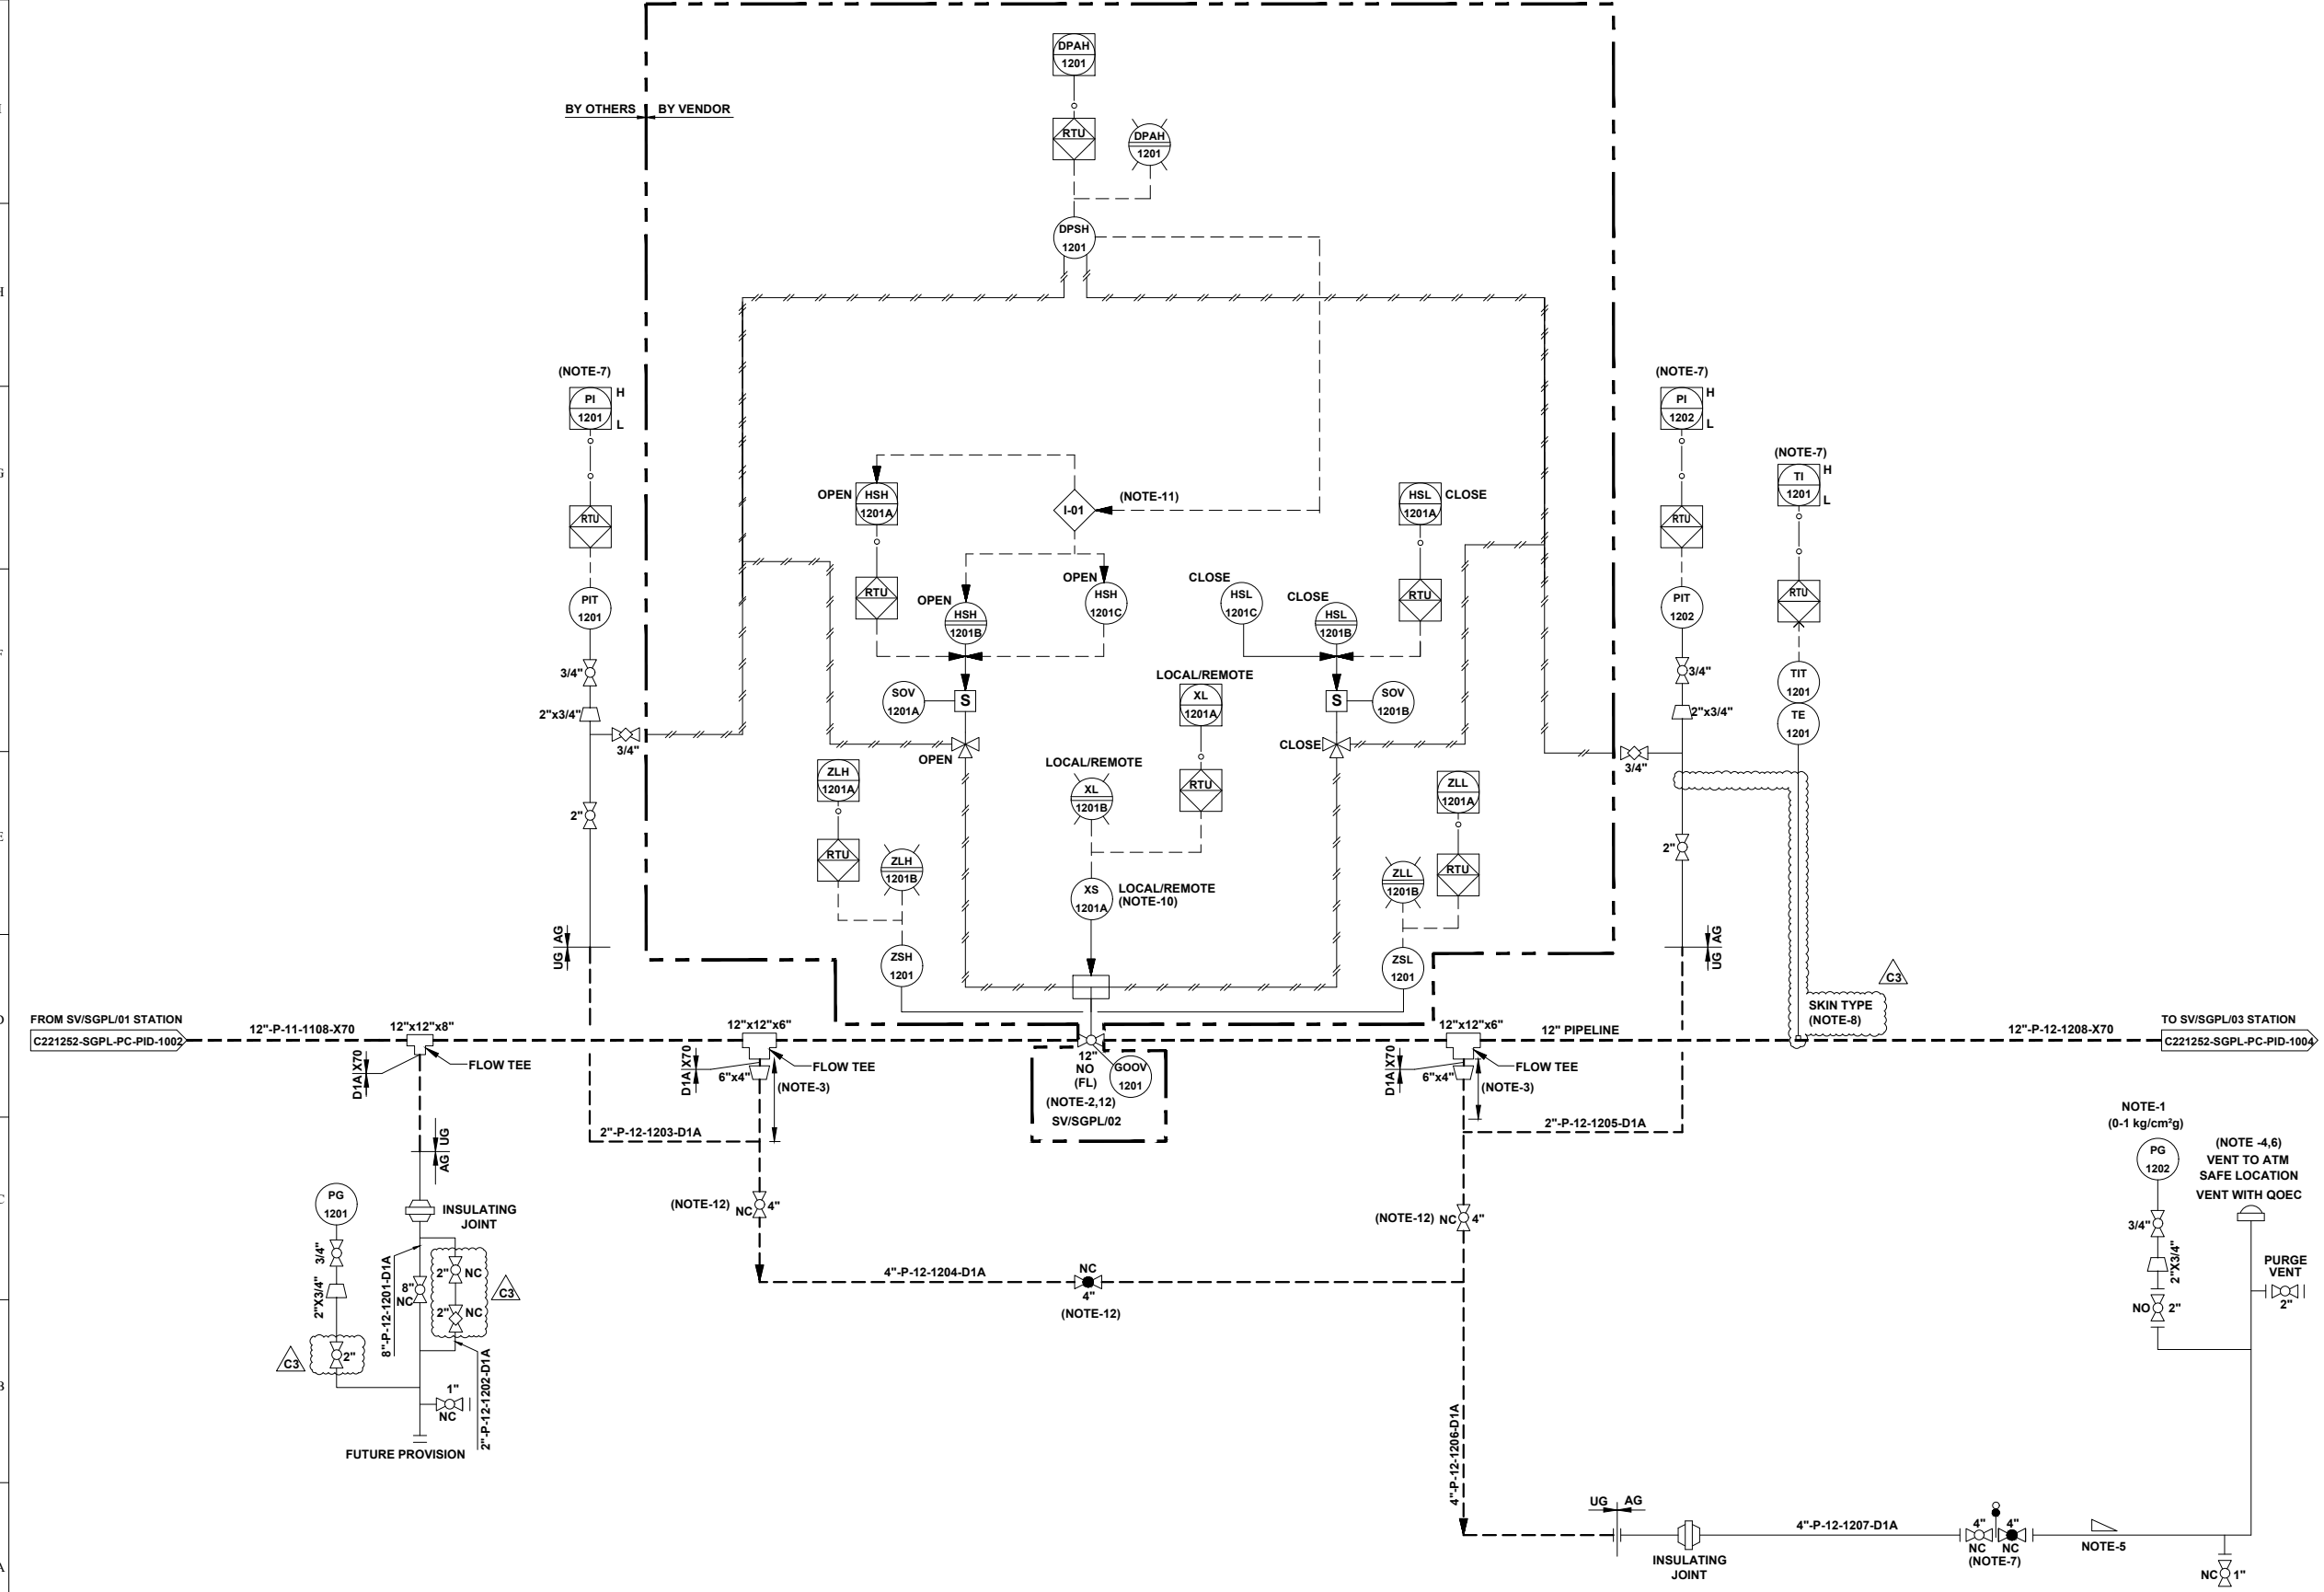 DPAH
1201
BY OTHERS
BY VENDOR
RTU
DPAH
1201
DPSH
1201
(NOTE-7)
PI
1201
H
L
(NOTE-7)
PI
1202
H
L
(NOTE-7)
TI
1201
H
L
OPEN
HSH
1201A
(NOTE-11)
I-01
HSL
1201A
CLOSE
RTU
RTU
RTU
RTU
RTU
OPEN
HSH
1201C
CLOSE
HSL
1201C
OPEN
HSH
1201B
CLOSE
HSL
1201B
PIT
1201
PIT
1202
3/4"
3/4"
TIT
1201
TE
1201
LOCAL/REMOTE
XL
1201A
SOV
1201A
S
S
SOV
1201B
2"x3/4"
2"x3/4"
3/4"
OPEN
CLOSE
3/4"
ZLH
1201A
LOCAL/REMOTE
XL
1201B
RTU
ZLL
1201A
2"
2"
RTU
ZLH
1201B
RTU
ZLL
1201B
XS
1201A
LOCAL/REMOTE
(NOTE-10)
UG AG
UG AG
ZSH
1201
ZSL
1201
C3
SKIN TYPE
(NOTE-8)
FROM SV/SGPL/01 STATION
C221252-SGPL-PC-PID-1002
12"-P-11-1108-X70
12"x12"x8"
12"x12"x6"
12"x12"x6"
12" PIPELINE
12"-P-12-1208-X70
TO SV/SGPL/03 STATION
C221252-SGPL-PC-PID-1004
D1A X70
FLOW TEE
D1A X70
6"x4"
FLOW TEE
(NOTE-3)
12"
NO
(FL)
GOOV
1201
(NOTE-2,12)
SV/SGPL/02
D1A X70
6"x4"
FLOW TEE
(NOTE-3)
2"-P-12-1203-D1A
2"-P-12-1205-D1A
NOTE-1
(0-1 kg/cm²g)
PG
1202
(NOTE -4,6)
VENT TO ATM
SAFE LOCATION
VENT WITH QOEC
AG UG
PG
1201
INSULATING
JOINT
(NOTE-12)
NC
4"
(NOTE-12)
NC
4"
3/4"
3/4"
2"X3/4"
8"-P-12-1201-D1A
8"
NC
2"
NC
2"
NC
C3
4"-P-12-1204-D1A
NC
4"
(NOTE-12)
2"X3/4"
NO
2"
PURGE
VENT
2"
C3
2"
2"-P-12-1202-D1A
1"
NC
FUTURE PROVISION
4"-P-12-1206-D1A
UG AG
INSULATING
JOINT
4"-P-12-1207-D1A
4"
4"
NC
NC
(NOTE-7)
NOTE-5
NC
1"